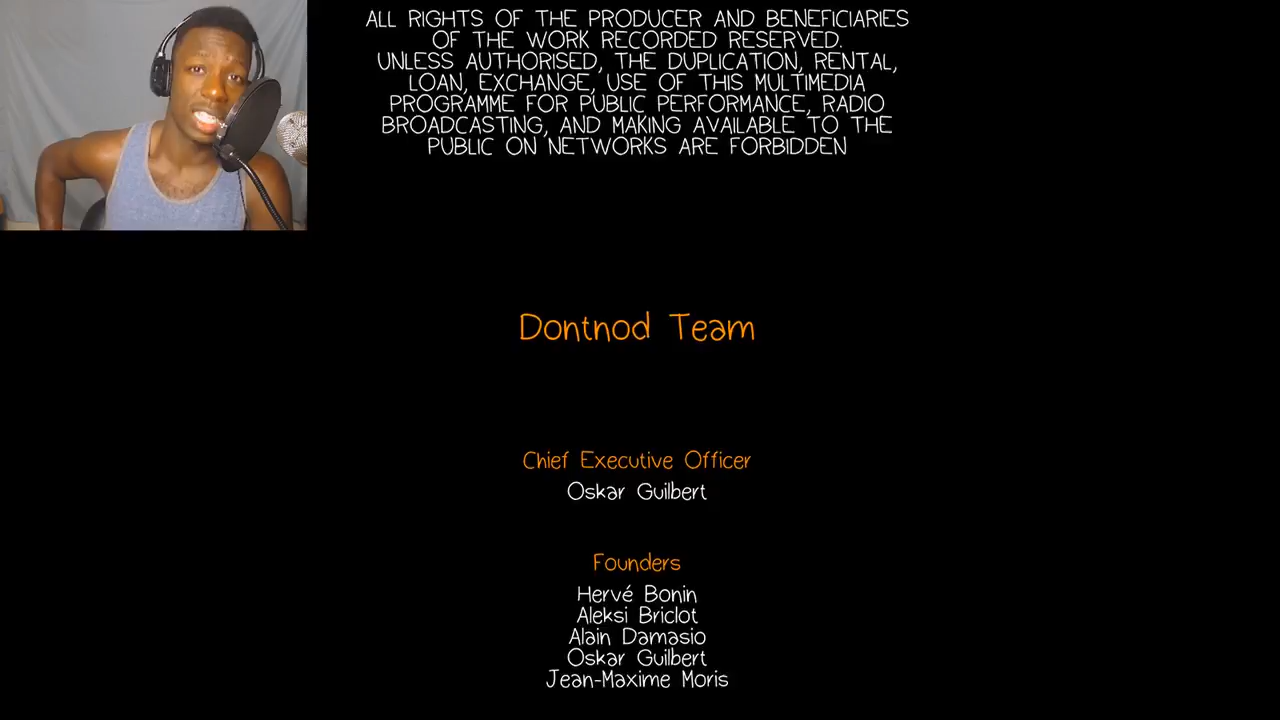 ALL RIGHTS OF THE PRODUCER AND BENEFICIARIES
OF THE WORK RECORDED RESERVED.
UNLESS AUTHORISED, THE DUPLICATION, RENTAL,
LOAN, EXCHANGE, USE OF THIS MULTIMEDIA
PROGRAMME FOR PUBLIC PERFORMANCE, RADIO
BROADCASTING, AND MAKING AVAILABLE TO THE
PUBLIC ON NETWORKS ARE FORBIDDEN
Dontnod Team
Chief Executive Officer
Oskar Guilbert
Founders
Hervé Bonin
Aleksi Briclot
Alain Damasio
Oskar Guilbert
Jean-Maxime Moris